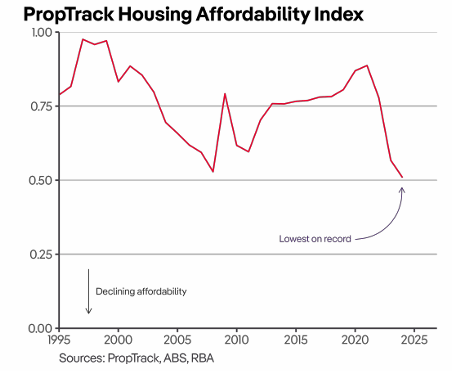 PropTrack Housing Affordability Index
1.00
0.75
0.50
Lowest on record
0.25
Declining affordability
0.00
1995 2000 2005 2010 2015 2020 2025
Sources: PropTrack, ABS, RBA